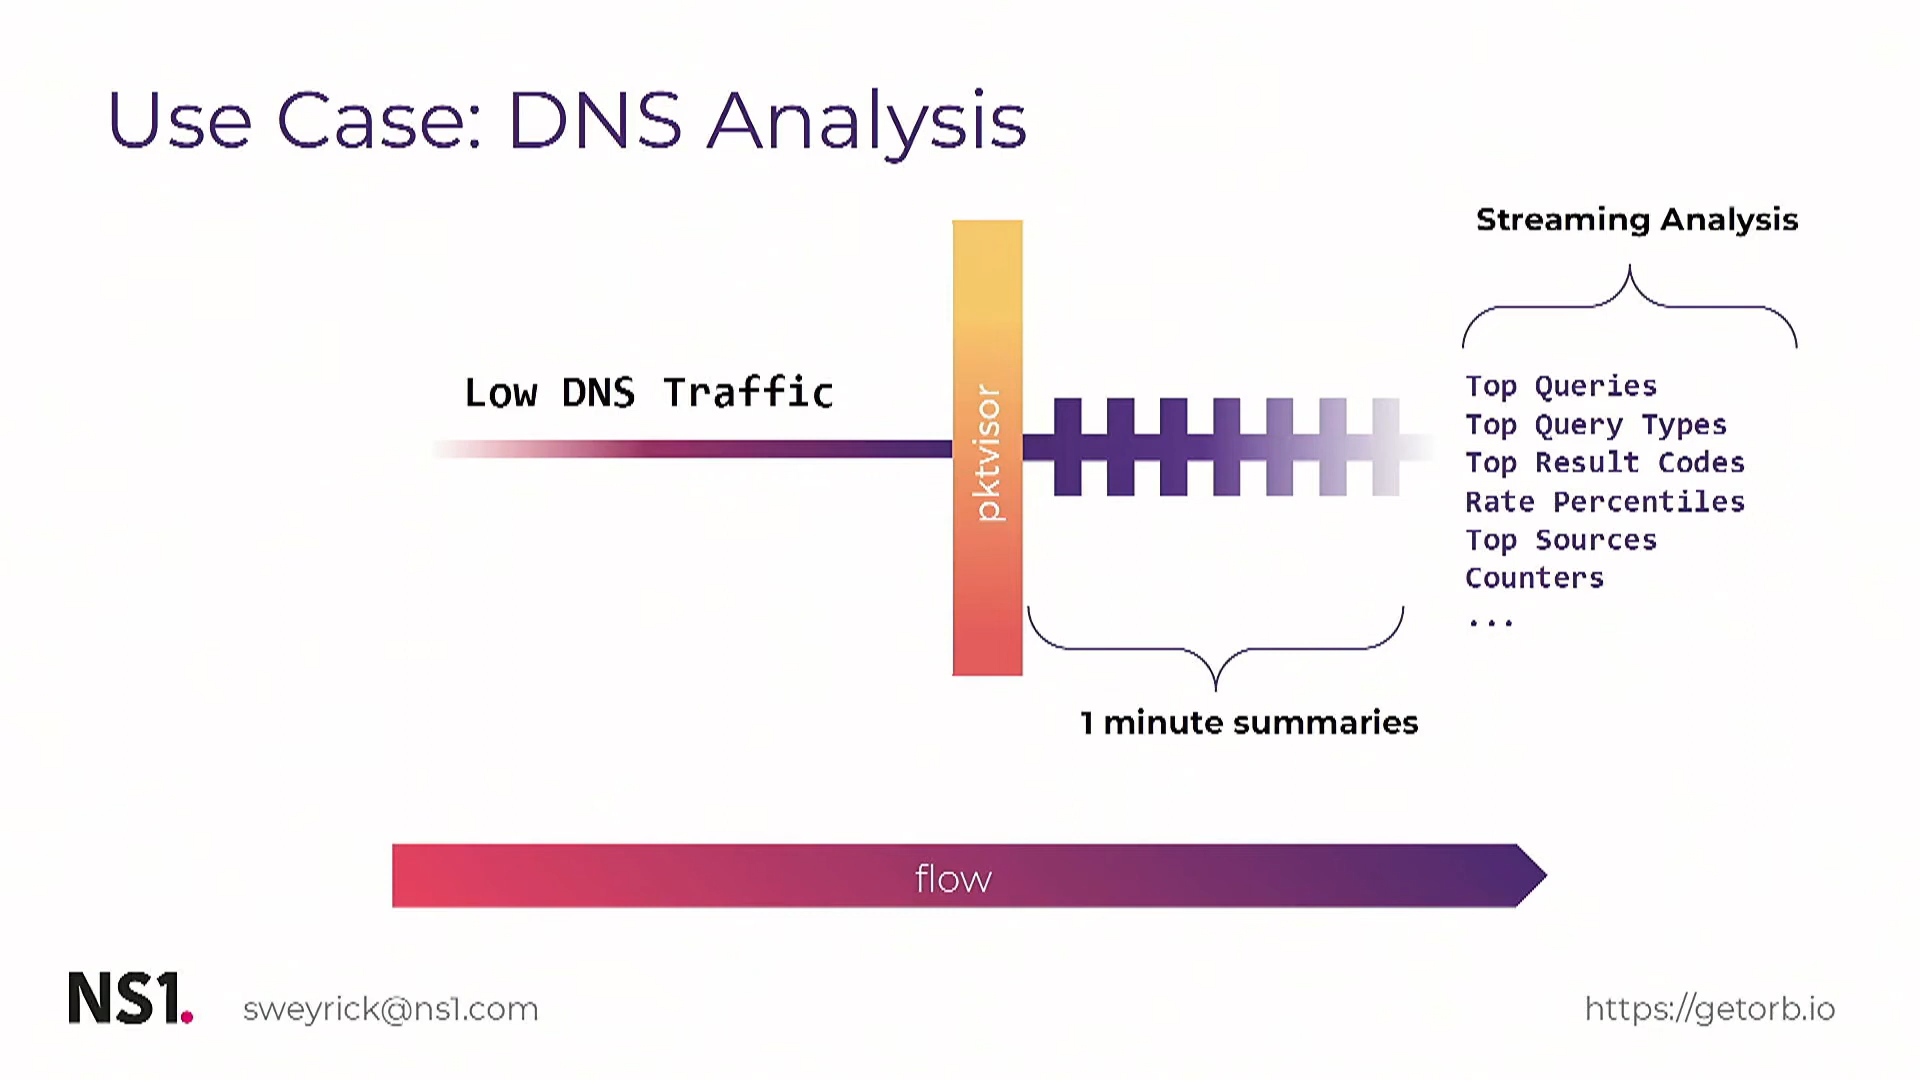 Use Case: DNS Analysis
Streaming Analysis
Low DNS Traffic
pktvisor
Top Queries
Top Query Types
Top Result Codes
Rate Percentiles
Top Sources
Counters
...
1 minute summaries
flow
NS1.
sweyrick@ns1.com
https://getorb.io